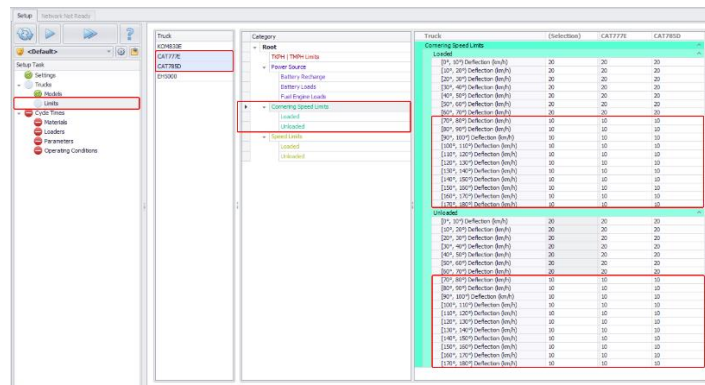 Setup Network Not Ready
<Default>
Setup Task
Settings
Trucks
Models
Limits
Cycle Times
Materials
Loaders
Parameters
Operating Conditions
Truck
KOM830E
CAT777E
CAT785D
EH5000
Category
Root
TKPH | TMPH Limits
Power Source
Battery Recharge
Battery Loads
Fuel Engine Loads
Cornering Speed Limits
Loaded
Unloaded
Speed Limits
Loaded
Unloaded
Truck (Selection) CAT777E CAT785D
Cornering Speed Limits
Loaded
[0°, 10°) Deflection (km/h) 20 20 20
[10°, 20°) Deflection (km/h) 20 20 20
[20°, 30°) Deflection (km/h) 20 20 20
[30°, 40°) Deflection (km/h) 20 20 20
[40°, 50°) Deflection (km/h) 20 20 20
[50°, 60°) Deflection (km/h) 20 20 20
[60°, 70°) Deflection (km/h) 20 20 20
[70°, 80°) Deflection (km/h) 10 10 10
[80°, 90°) Deflection (km/h) 10 10 10
[90°, 100°) Deflection (km/h) 10 10 10
[100°, 110°) Deflection (km/h) 10 10 10
[110°, 120°) Deflection (km/h) 10 10 10
[120°, 130°) Deflection (km/h) 10 10 10
[130°, 140°) Deflection (km/h) 10 10 10
[140°, 150°) Deflection (km/h) 10 10 10
[150°, 160°) Deflection (km/h) 10 10 10
[160°, 170°) Deflection (km/h) 10 10 10
[170°, 180°] Deflection (km/h) 10 10 10
Unloaded
[0°, 10°) Deflection (km/h) 20 20 20
[10°, 20°) Deflection (km/h) 20 20 20
[20°, 30°) Deflection (km/h) 20 20 20
[30°, 40°) Deflection (km/h) 20 20 20
[40°, 50°) Deflection (km/h) 20 20 20
[50°, 60°) Deflection (km/h) 20 20 20
[60°, 70°) Deflection (km/h) 20 20 20
[70°, 80°) Deflection (km/h) 10 10 10
[80°, 90°) Deflection (km/h) 10 10 10
[90°, 100°) Deflection (km/h) 10 10 10
[100°, 110°) Deflection (km/h) 10 10 10
[110°, 120°) Deflection (km/h) 10 10 10
[120°, 130°) Deflection (km/h) 10 10 10
[130°, 140°) Deflection (km/h) 10 10 10
[140°, 150°) Deflection (km/h) 10 10 10
[150°, 160°) Deflection (km/h) 10 10 10
[160°, 170°) Deflection (km/h) 10 10 10
[170°, 180°] Deflection (km/h) 10 10 10